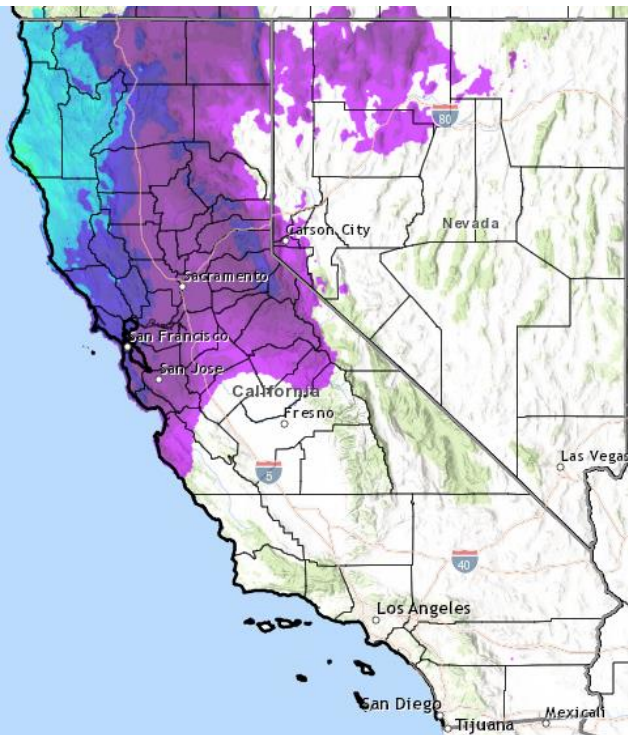 80
Nevada
Carson City
Sacramento
San Francisco
San Jose
California
Fresno
Las Vegas
5
40
Los Angeles
San Diego
Mexicali
Tijuana